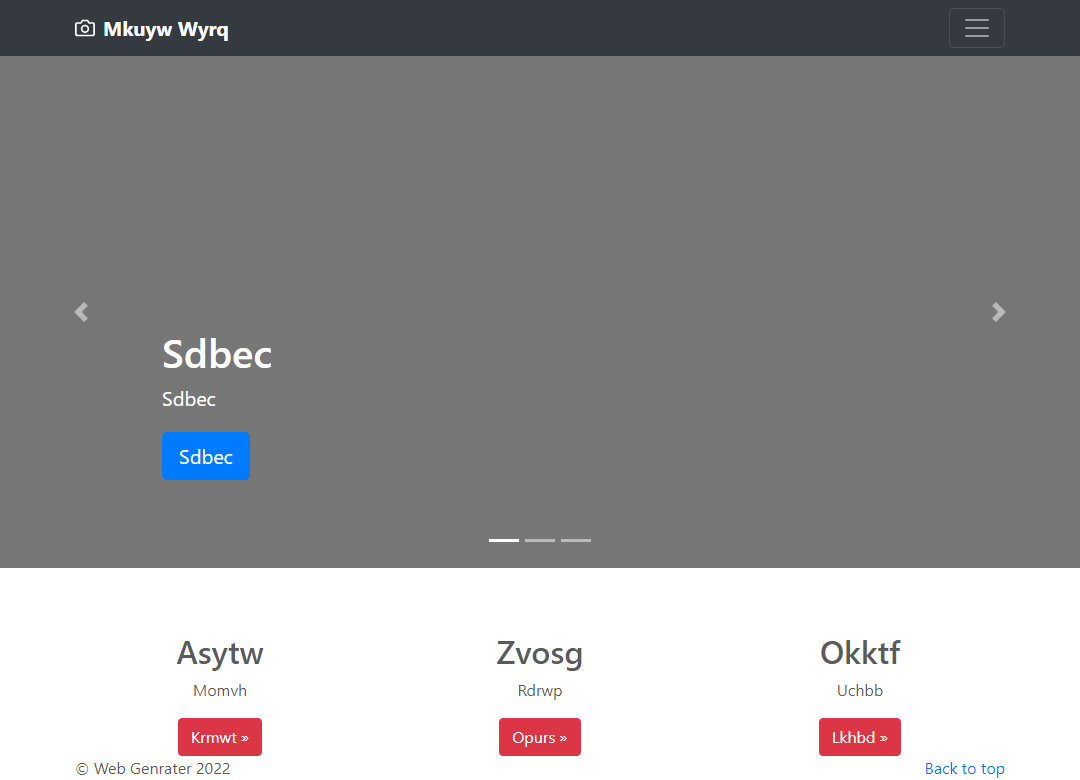 Mkuyw Wyrq
Sdbec
Sdbec
Sdbec
Asytw
Momvh
Krmwt »
Zvosg
Rdrwp
Opurs »
Okktf
Uchbb
Lkhbd »
© Web Genrater 2022
Back to top